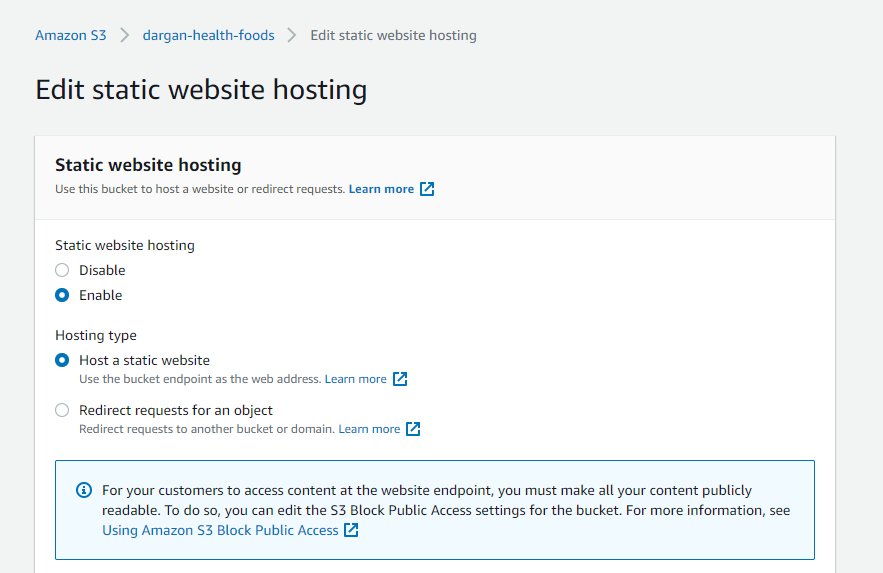 Amazon S3 > dargan-health-foods > Edit static website hosting
Edit static website hosting
Static website hosting
Use this bucket to host a website or redirect requests. Learn more
Static website hosting
Disable
Enable
Hosting type
Host a static website
Use the bucket endpoint as the web address. Learn more
Redirect requests for an object
Redirect requests to another bucket or domain. Learn more
For your customers to access content at the website endpoint, you must make all your content publicly
readable. To do so, you can edit the S3 Block Public Access settings for the bucket. For more information, see
Using Amazon S3 Block Public Access